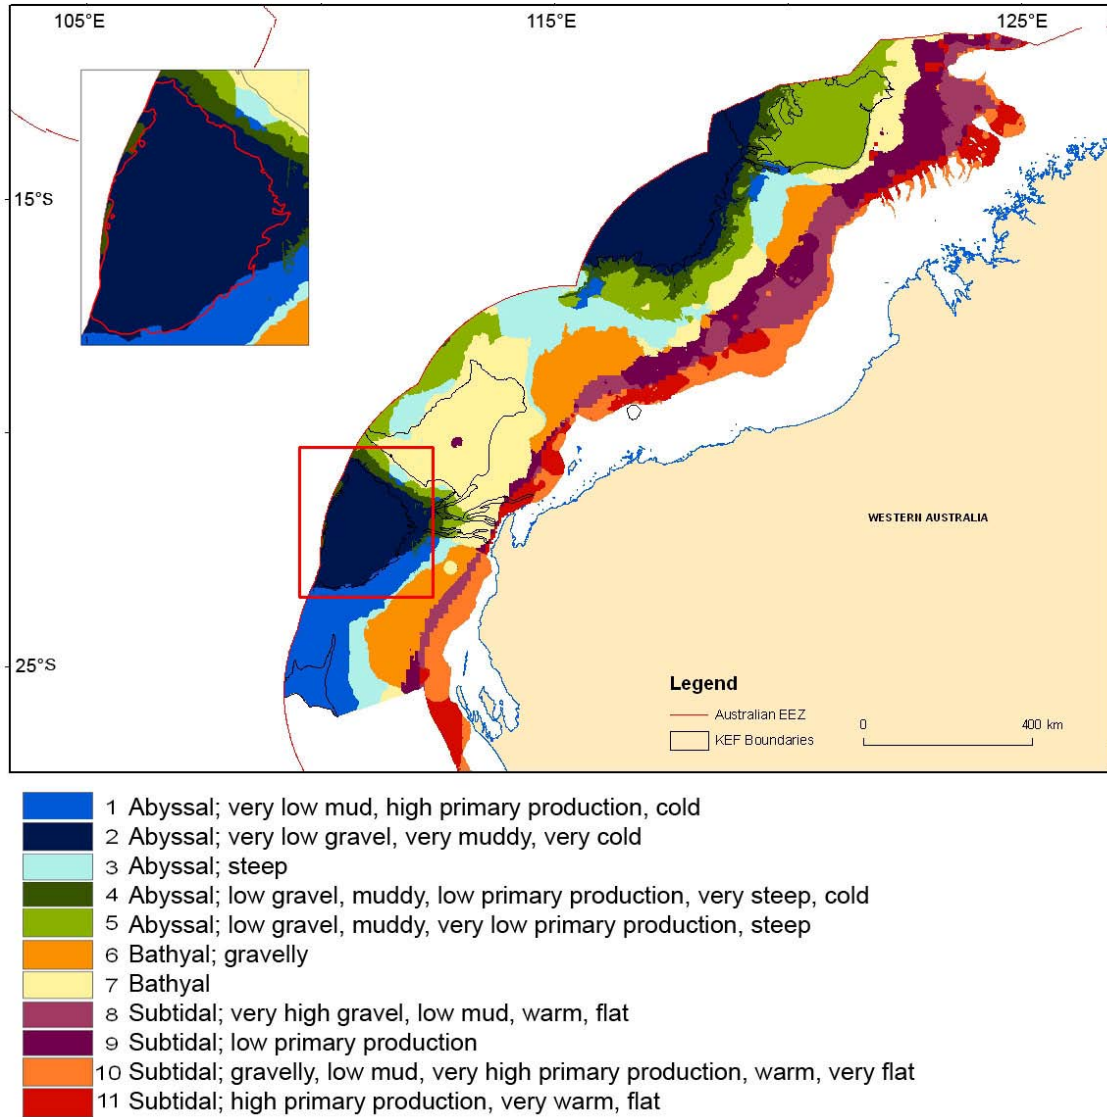 105°E 115°E 125°E
15°S
WESTERN AUSTRALIA
25°S
Legend
Australian EEZ
KEF Boundaries
0 400 km
1 Abyssal; very low mud, high primary production, cold
2 Abyssal; very low gravel, very muddy, very cold
3 Abyssal; steep
4 Abyssal; low gravel, muddy, low primary production, very steep, cold
5 Abyssal; low gravel, muddy, very low primary production, steep
6 Bathyal; gravelly
7 Bathyal
8 Subtidal; very high gravel, low mud, warm, flat
9 Subtidal; low primary production
10 Subtidal; gravelly, low mud, very high primary production, warm, very flat
11 Subtidal; high primary production, very warm, flat